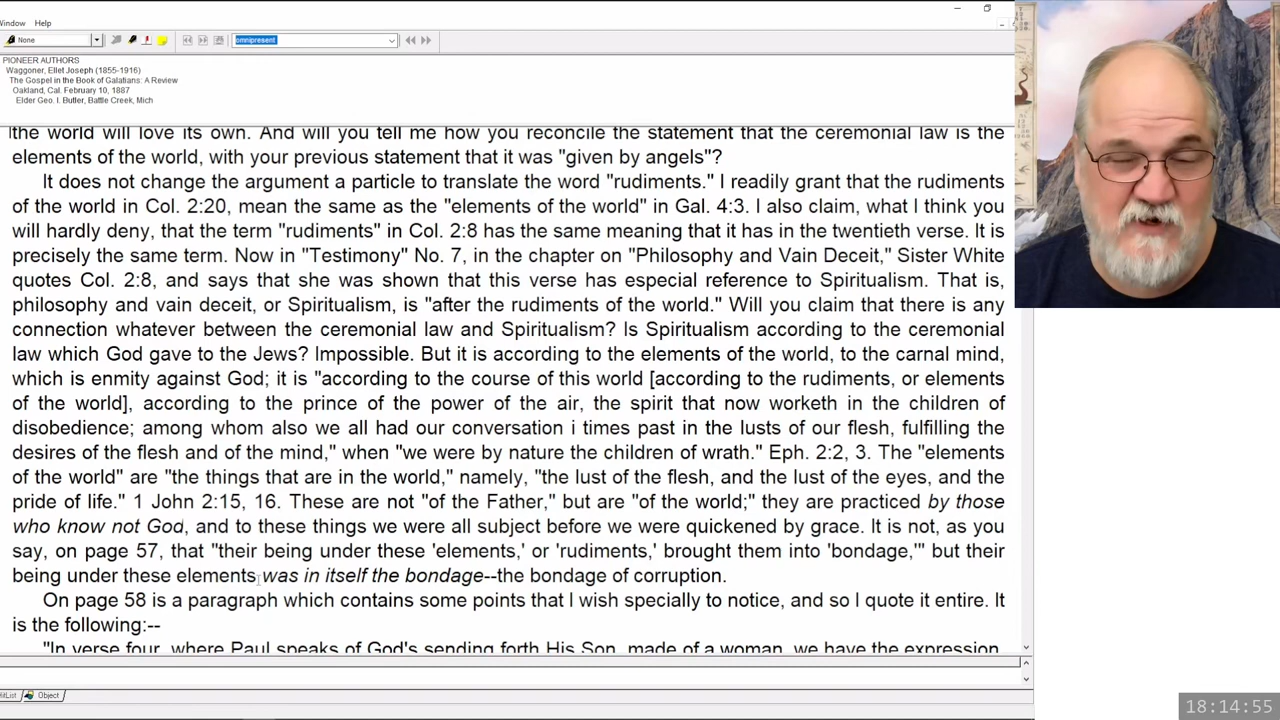 Window Help
None omnipresent
PIONEER AUTHORS
Waggoner, Ellet Joseph (1855-1916)
The Gospel in the Book of Galatians: A Review
Oakland, Cal. February 10, 1887
Elder Geo. I. Butler, Battle Creek, Mich
the world will love its own. And will you tell me how you reconcile the statement that the ceremonial law is the
elements of the world, with your previous statement that it was "given by angels"?
It does not change the argument a particle to translate the word "rudiments." I readily grant that the rudiments
of the world in Col. 2:20, mean the same as the "elements of the world" in Gal. 4:3. I also claim, what I think you
will hardly deny, that the term "rudiments" in Col. 2:8 has the same meaning that it has in the twentieth verse. It is
precisely the same term. Now in "Testimony" No. 7, in the chapter on "Philosophy and Vain Deceit," Sister White
quotes Col. 2:8, and says that she was shown that this verse has especial reference to Spiritualism. That is,
philosophy and vain deceit, or Spiritualism, is "after the rudiments of the world." Will you claim that there is any
connection whatever between the ceremonial law and Spiritualism? Is Spiritualism according to the ceremonial
law which God gave to the Jews? Impossible. But it is according to the elements of the world, to the carnal mind,
which is enmity against God; it is "according to the course of this world [according to the rudiments, or elements
of the world], according to the prince of the power of the air, the spirit that now worketh in the children of
disobedience; among whom also we all had our conversation i times past in the lusts of our flesh, fulfilling the
desires of the flesh and of the mind," when "we were by nature the children of wrath." Eph. 2:2, 3. The "elements
of the world" are "the things that are in the world," namely, "the lust of the flesh, and the lust of the eyes, and the
pride of life." 1 John 2:15, 16. These are not "of the Father," but are "of the world;" they are practiced by those
who know not God, and to these things we were all subject before we were quickened by grace. It is not, as you
say, on page 57, that "their being under these 'elements,' or 'rudiments,' brought them into 'bondage,'" but their
being under these elements was in itself the bondage--the bondage of corruption.
On page 58 is a paragraph which contains some points that I wish specially to notice, and so I quote it entire. It
is the following:--
"In verse four, where Paul speaks of God's sending forth His Son, made of a woman, we have the expression,
HitList Object
18:14:55